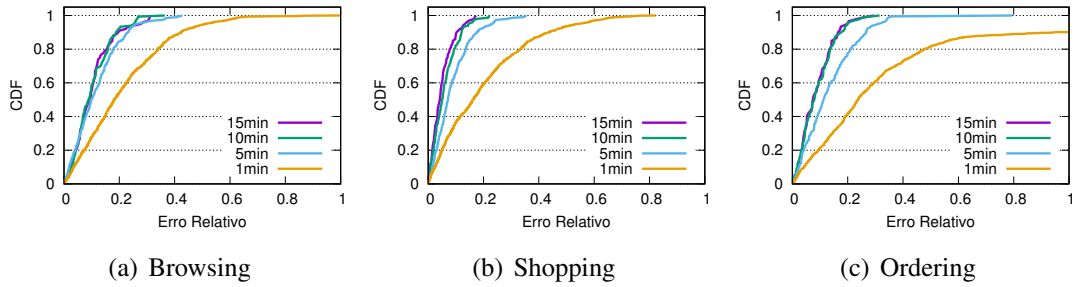 1
0.8
0.6
0.4
0.2
0
CDF
0 0.2 0.4 0.6 0.8 1
Erro Relativo
15min
10min
5min
1min
(a) Browsing
1
0.8
0.6
0.4
0.2
0
CDF
0 0.2 0.4 0.6 0.8 1
Erro Relativo
15min
10min
5min
1min
(b) Shopping
1
0.8
0.6
0.4
0.2
0
CDF
0 0.2 0.4 0.6 0.8 1
Erro Relativo
15min
10min
5min
1min
(c) Ordering